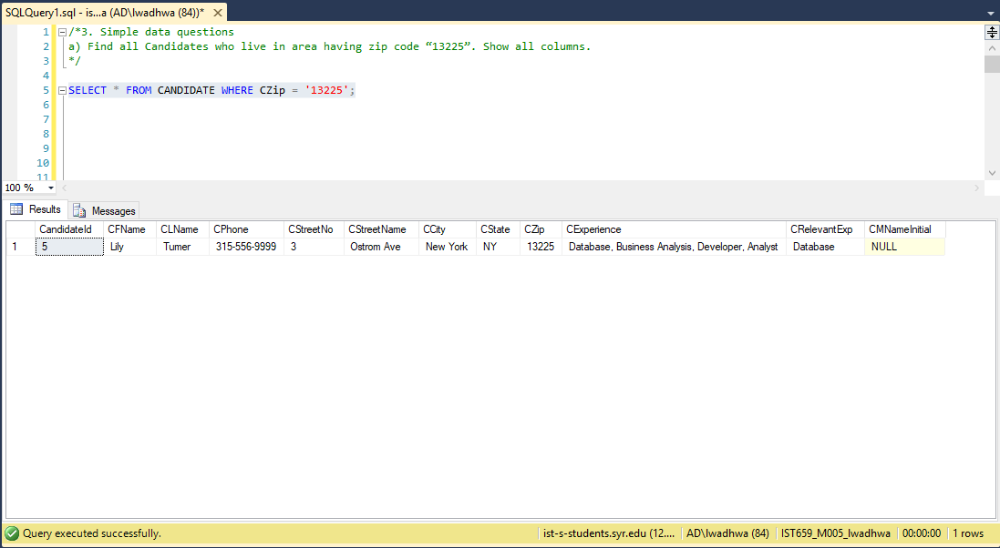 SQLQuery1.sql - is...a (AD\lwadhwa (84))*
1 /*3. Simple data questions
2 a) Find all Candidates who live in area having zip code “13225”. Show all columns.
3 */
4
5 SELECT * FROM CANDIDATE WHERE CZip = '13225';
6
7
8
9
10
11
100 %
Results Messages
CandidateId CFName CLName CPhone CStreetNo CStreetName CCity CState CZip CExperience CRelevantExp CMNameInitial
1 5 Lily Turner 315-556-9999 3 Ostrom Ave New York NY 13225 Database, Business Analysis, Developer, Analyst Database NULL
Query executed successfully. ist-s-students.syr.edu (12.... AD\lwadhwa (84) IST659_M005_lwadhwa 00:00:00 1 rows